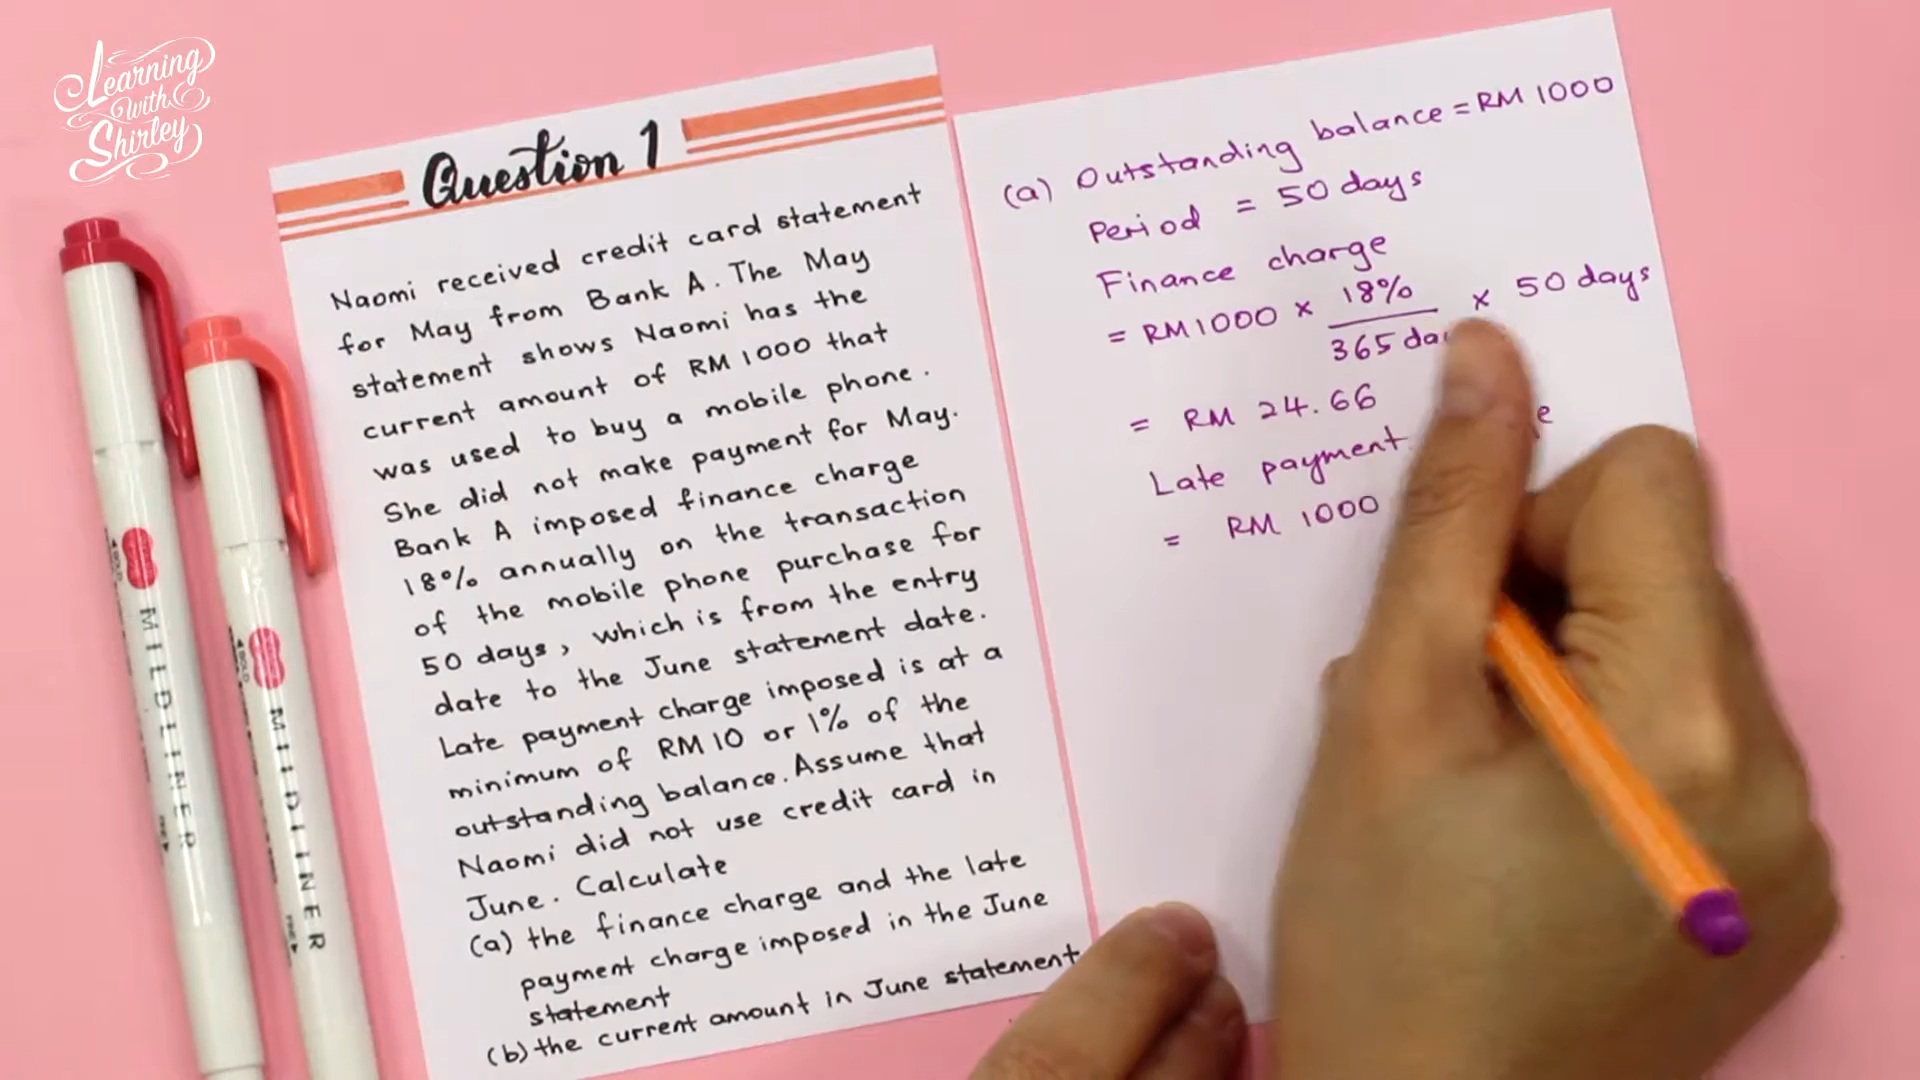 Learning
with
Shirley
Question 1
Naomi received credit card statement
for May from Bank A. The May
statement shows Naomi has the
current amount of RM 1000 that
was used to buy a mobile phone.
She did not make payment for May.
Bank A imposed finance charge
18% annually on the transaction
of the mobile phone purchase for
50 days, which is from the entry
date to the June statement date.
Late payment charge imposed is at a
minimum of RM 10 or 1% of the
outstanding balance. Assume that
Naomi did not use credit card in
June. Calculate
(a) the finance charge and the late
payment charge imposed in the June
statement
(b) the current amount in June statement
(a) Outstanding balance = RM 1000
Period = 50 days
Finance charge
= RM 1000 × 18% / 365 × 50 days
= RM 24.66
Late payment
= RM 1000
MILDLINER
MILDLINER